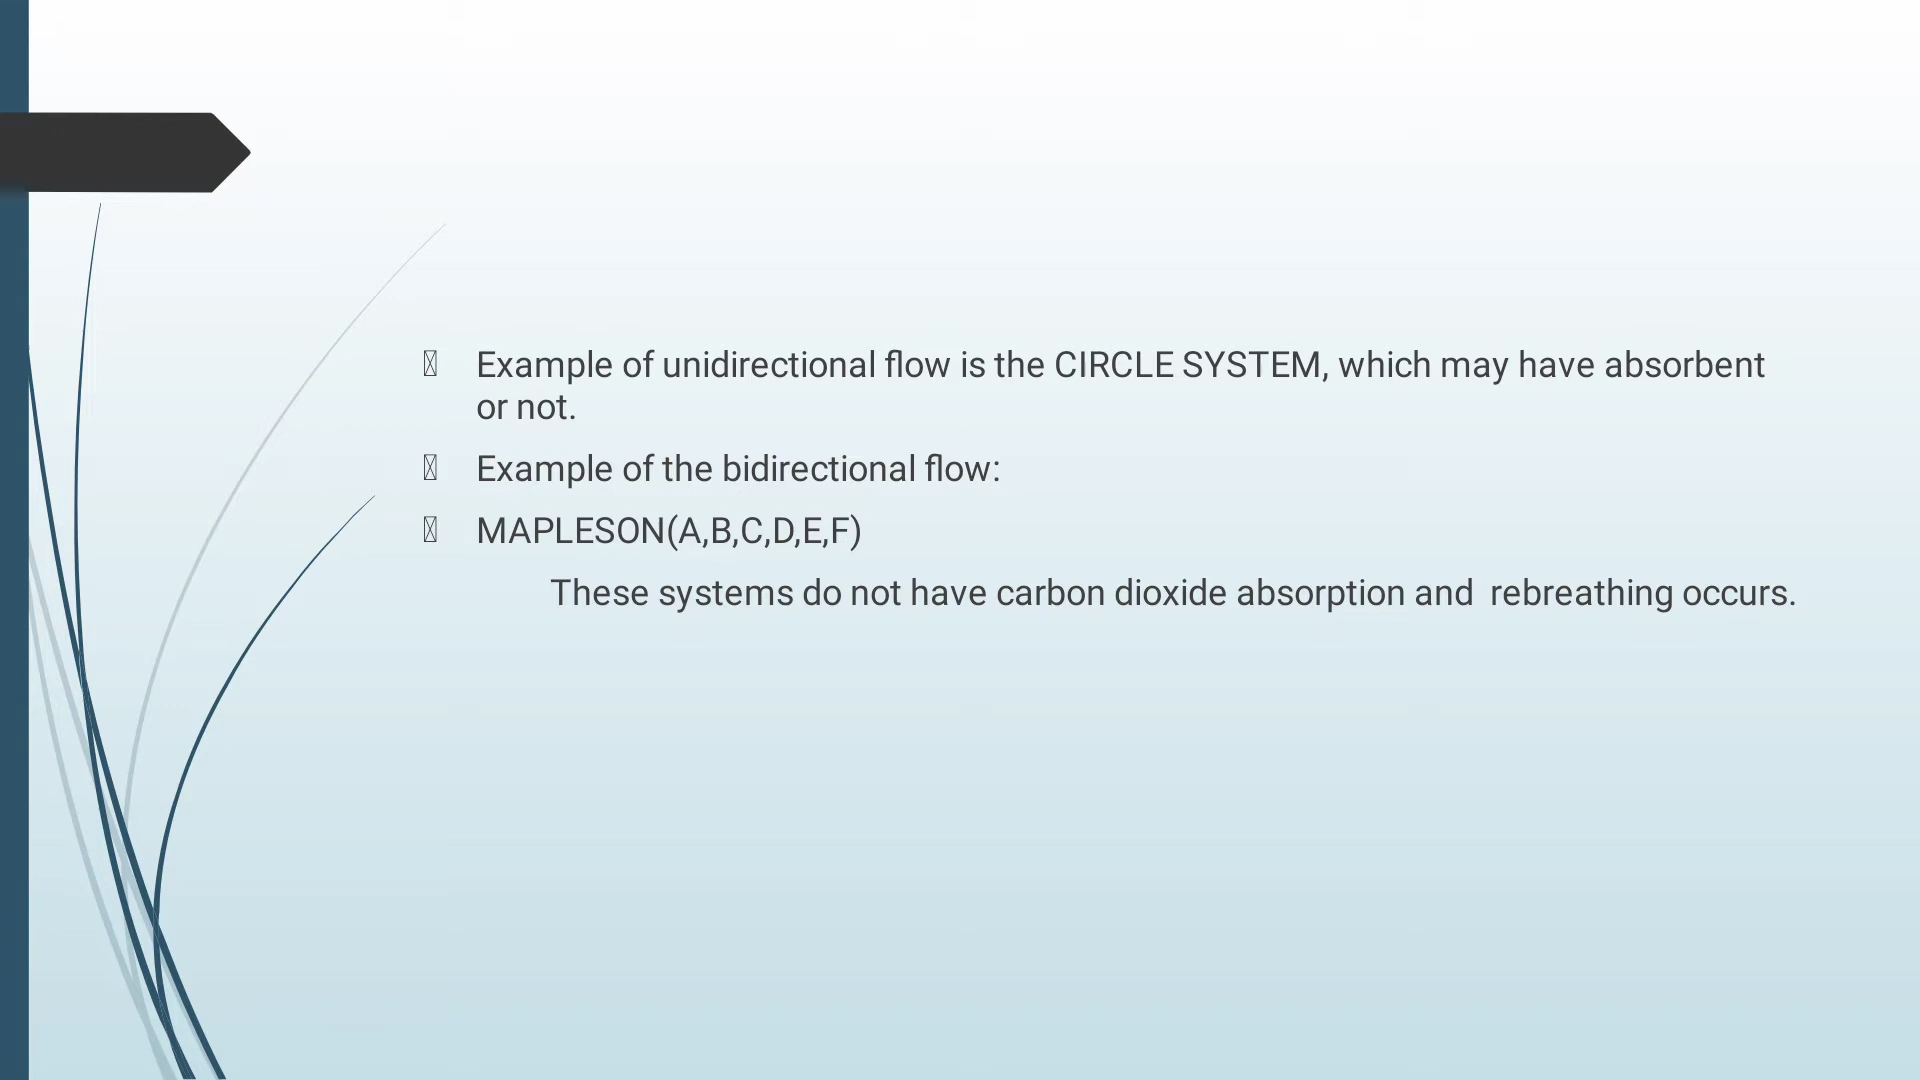 Example of unidirectional flow is the CIRCLE SYSTEM, which may have absorbent
or not.
Example of the bidirectional flow:
MAPLESON(A,B,C,D,E,F)
These systems do not have carbon dioxide absorption and  rebreathing occurs.